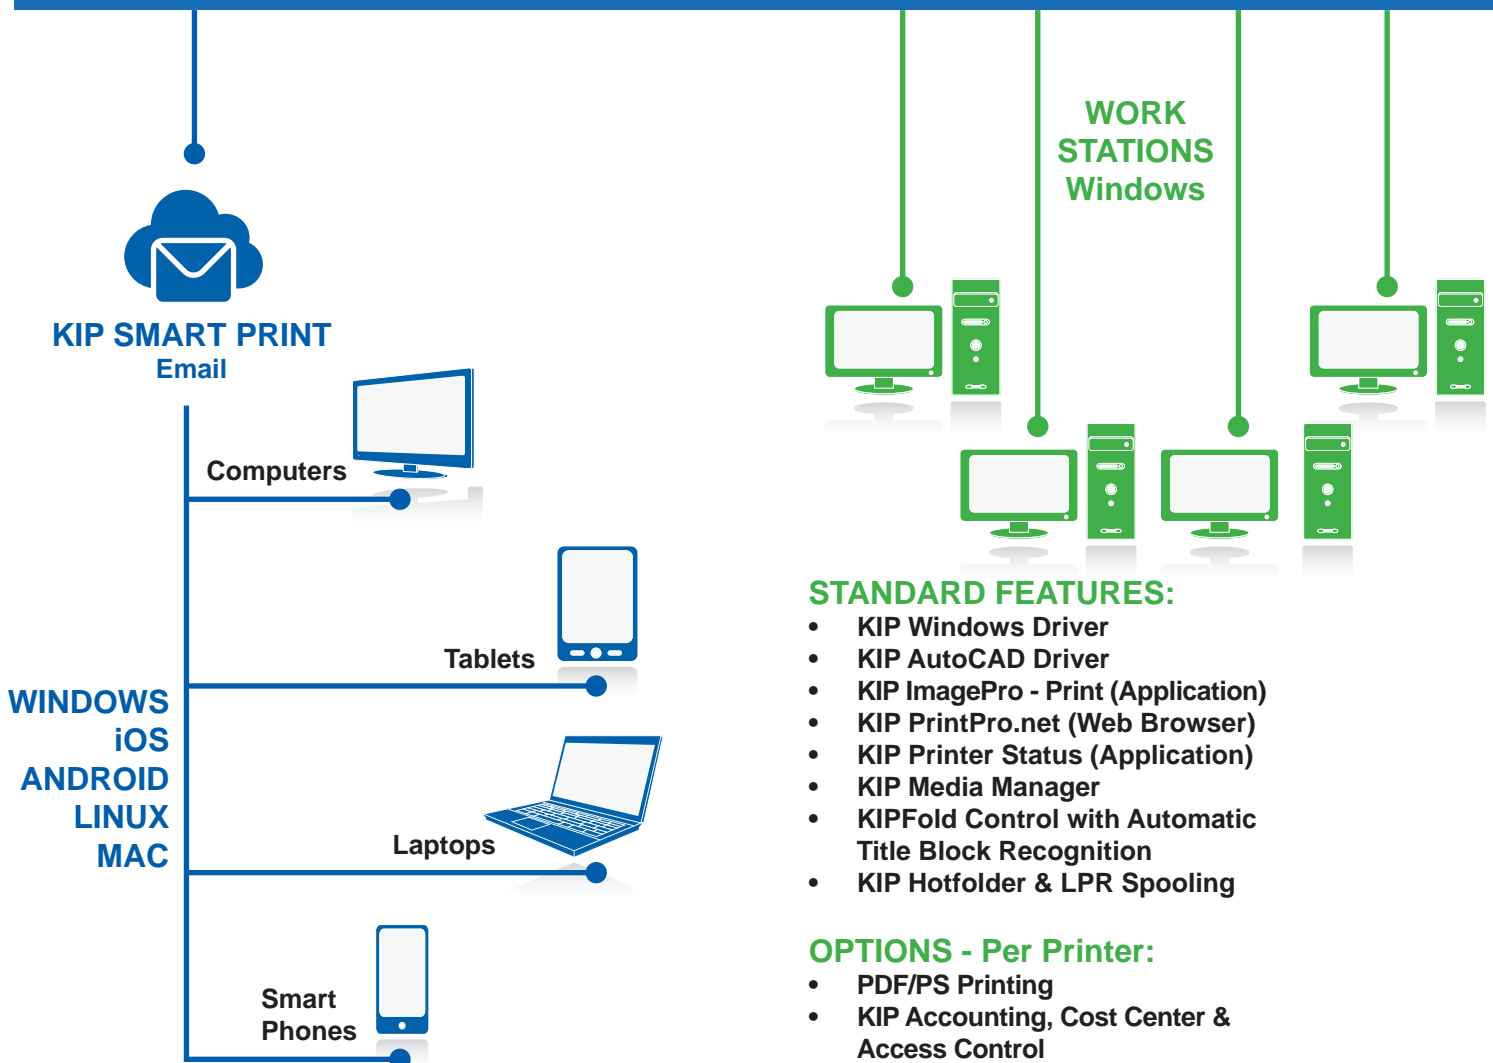 KIP SMART PRINT
Email
Computers
Tablets
WINDOWS
iOS
ANDROID
LINUX
MAC
Laptops
Smart
Phones
WORK
STATIONS
Windows
STANDARD FEATURES:
• KIP Windows Driver
• KIP AutoCAD Driver
• KIP ImagePro - Print (Application)
• KIP PrintPro.net (Web Browser)
• KIP Printer Status (Application)
• KIP Media Manager
• KIPFold Control with Automatic
Title Block Recognition
• KIP Hotfolder & LPR Spooling
OPTIONS - Per Printer:
• PDF/PS Printing
• KIP Accounting, Cost Center &
Access Control